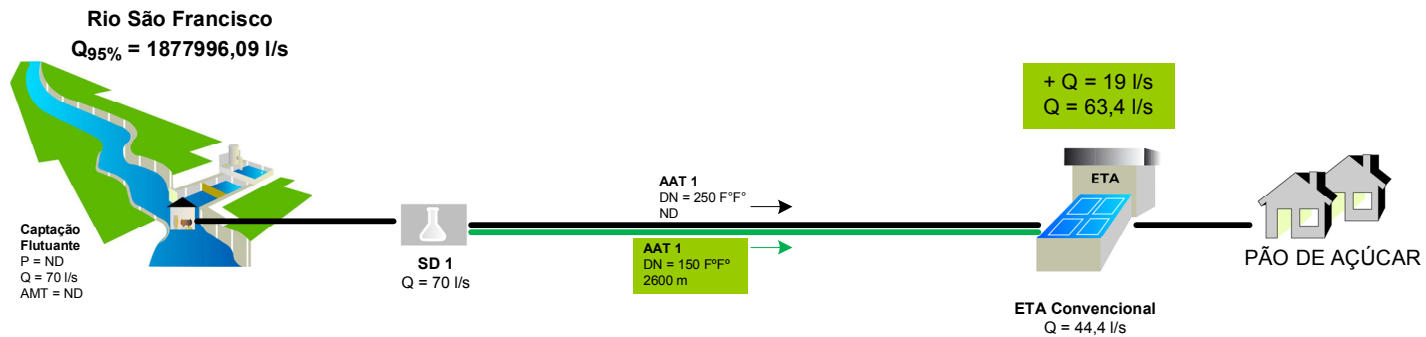 Rio São Francisco
Q95% = 1877996,09 l/s
Captação
Flutuante
P = ND
Q = 70 l/s
AMT = ND
SD 1
Q = 70 l/s
AAT 1
DN = 250 F°F°
ND
AAT 1
DN = 150 FºFº
2600 m
+ Q = 19 l/s
Q = 63,4 l/s
ETA
ETA Convencional
Q = 44,4 l/s
PÃO DE AÇÚCAR